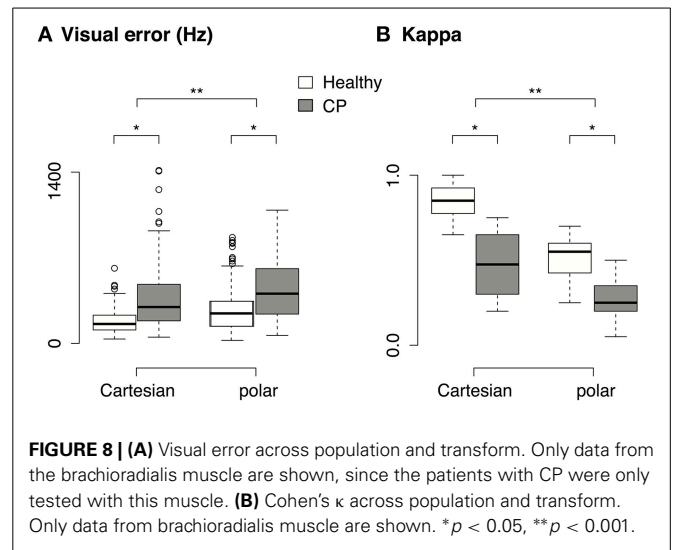 A Visual error (Hz)
B Kappa
Healthy
CP
**
*
*
1400
0
Cartesian
polar
**
*
*
1.0
0.0
Cartesian
polar
FIGURE 8 | (A) Visual error across population and transform. Only data from
the brachioradialis muscle are shown, since the patients with CP were only
tested with this muscle. (B) Cohen's κ across population and transform.
Only data from brachioradialis muscle are shown. *p < 0.05, **p < 0.001.